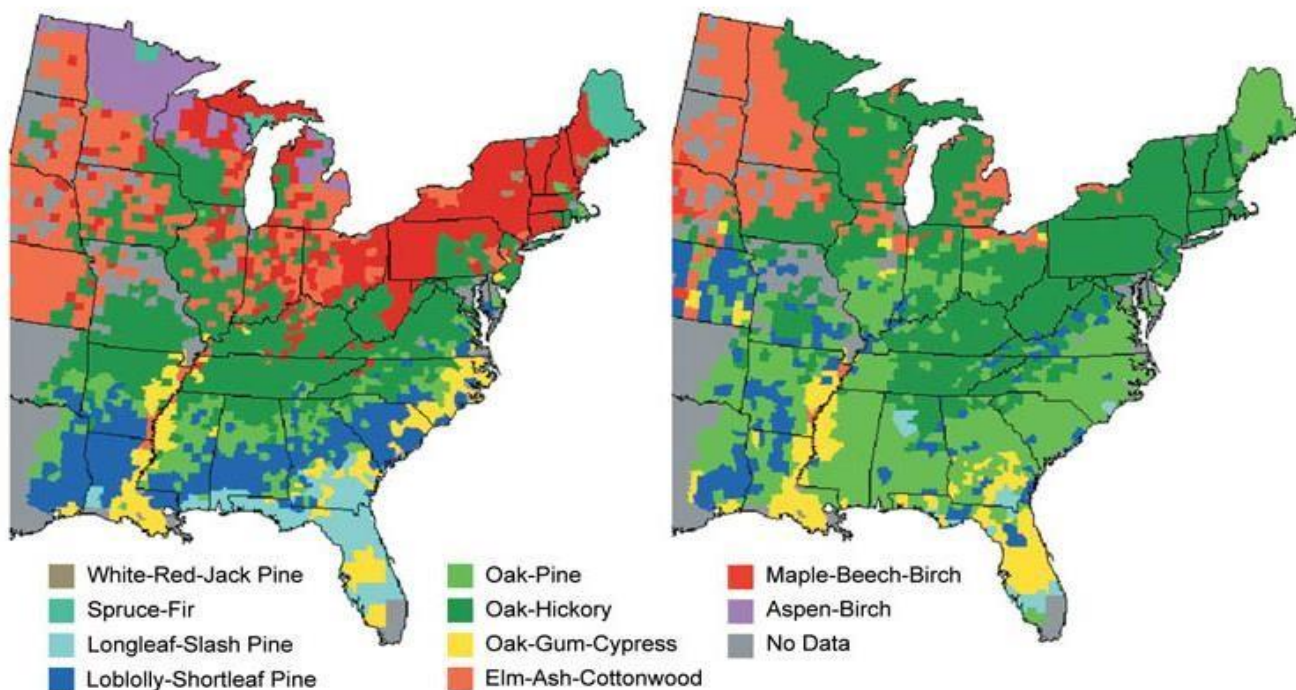 White-Red-Jack Pine
Spruce-Fir
Longleaf-Slash Pine
Loblolly-Shortleaf Pine
Oak-Pine
Oak-Hickory
Oak-Gum-Cypress
Elm-Ash-Cottonwood
Maple-Beech-Birch
Aspen-Birch
No Data